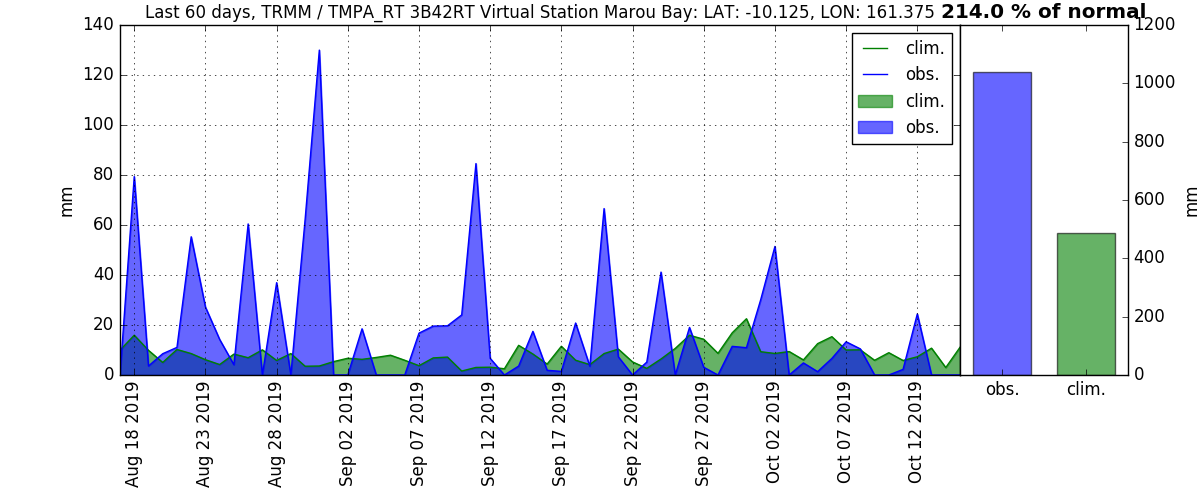 Last 60 days, TRMM / TMPA_RT 3B42RT Virtual Station Marou Bay: LAT: -10.125, LON: 161.375 214.0 % of normal
140
120
100
80
60
40
20
0
mm
clim.
obs.
clim.
obs.
1200
1000
800
600
400
200
0
mm
Aug 18 2019
Aug 23 2019
Aug 28 2019
Sep 02 2019
Sep 07 2019
Sep 12 2019
Sep 17 2019
Sep 22 2019
Sep 27 2019
Oct 02 2019
Oct 07 2019
Oct 12 2019
obs.
clim.